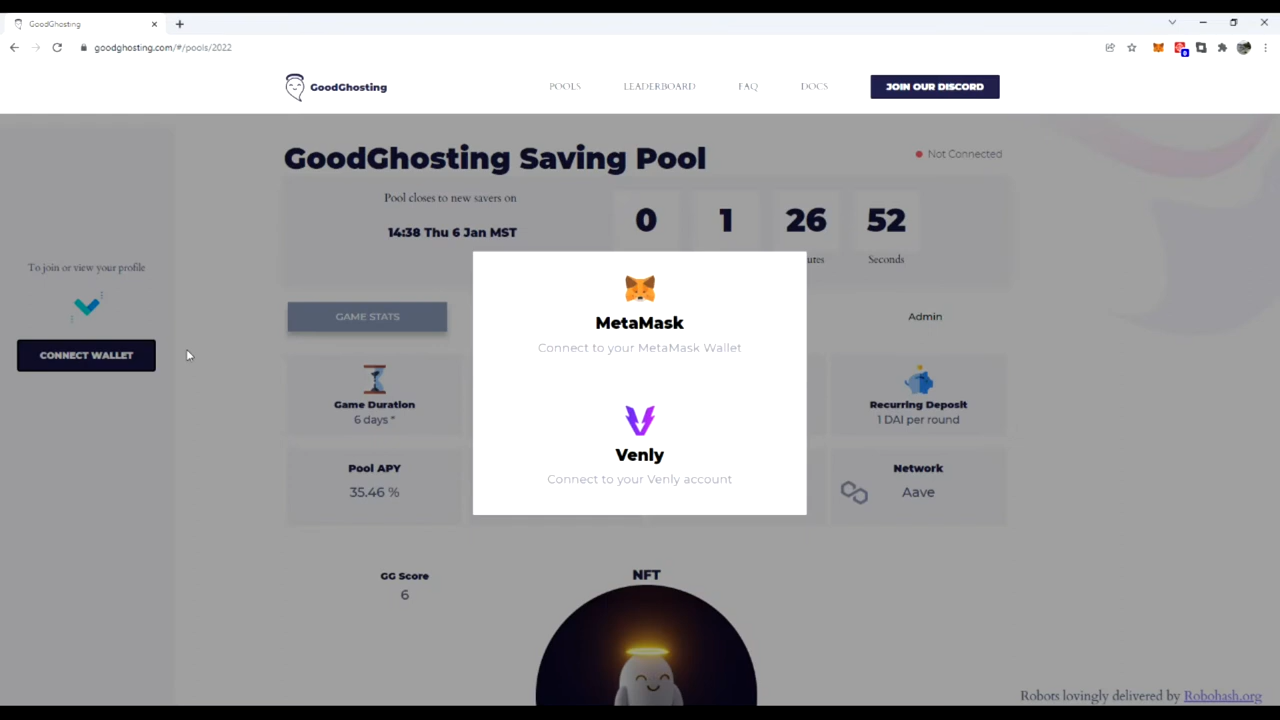 GoodGhosting
goodghosting.com/#/pools/2022
GoodGhosting
POOLS
LEADERBOARD
FAQ
DOCS
JOIN OUR DISCORD
GoodGhosting Saving Pool
Not Connected
Pool closes to new savers on
14:38 Thu 6 Jan MST
0
1
26
52
utes
Seconds
To join or view your profile
CONNECT WALLET
GAME STATS
Admin
MetaMask
Connect to your MetaMask Wallet
Venly
Connect to your Venly account
Game Duration
6 days *
Recurring Deposit
1 DAI per round
Pool APY
35.46 %
Network
Aave
GG Score
6
NFT
Robots lovingly delivered by Robohash.org